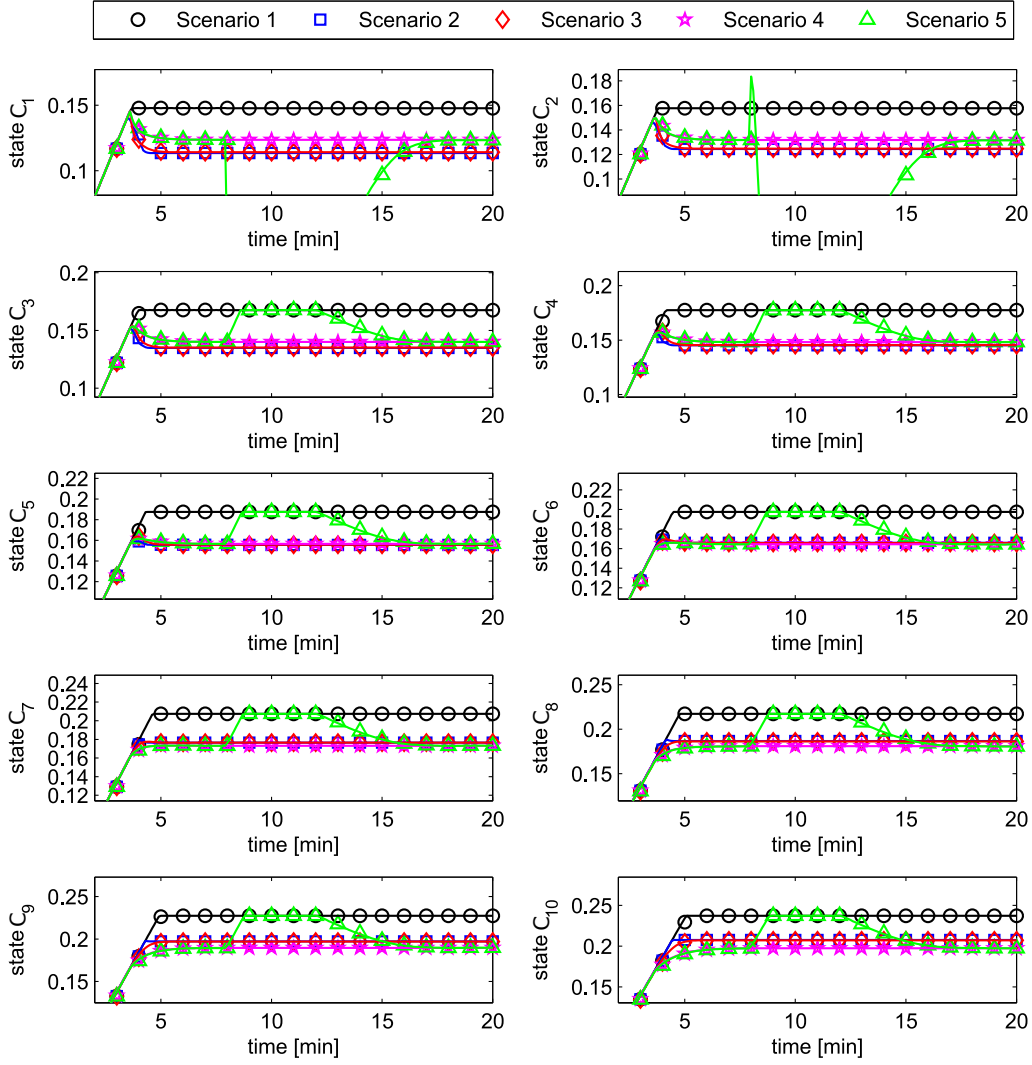 Scenario 1 Scenario 2 Scenario 3 Scenario 4 Scenario 5
state C1
0.15
0.1
5 10 15 20
time [min]
state C2
0.18
0.16
0.14
0.12
0.1
5 10 15 20
time [min]
state C3
0.2
0.15
0.1
5 10 15 20
time [min]
state C4
0.2
0.15
0.1
5 10 15 20
time [min]
state C5
0.22
0.2
0.18
0.16
0.14
0.12
5 10 15 20
time [min]
state C6
0.22
0.2
0.18
0.16
0.14
0.12
5 10 15 20
time [min]
state C7
0.24
0.22
0.2
0.18
0.16
0.14
0.12
5 10 15 20
time [min]
state C8
0.25
0.2
0.15
5 10 15 20
time [min]
state C9
0.25
0.2
0.15
5 10 15 20
time [min]
state C10
0.25
0.2
0.15
5 10 15 20
time [min]